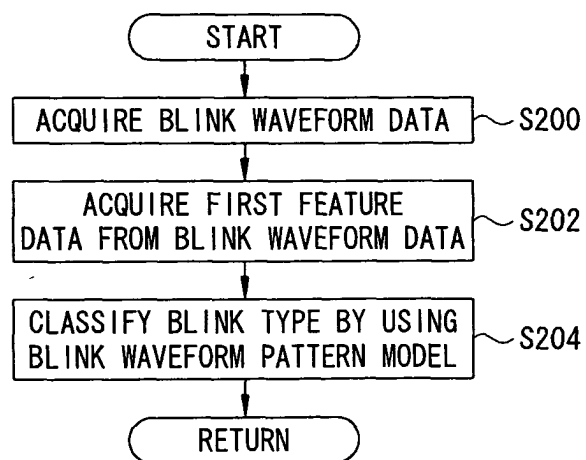 START
ACQUIRE BLINK WAVEFORM DATA
S200
ACQUIRE FIRST FEATURE
DATA FROM BLINK WAVEFORM DATA
S202
CLASSIFY BLINK TYPE BY USING
BLINK WAVEFORM PATTERN MODEL
S204
RETURN